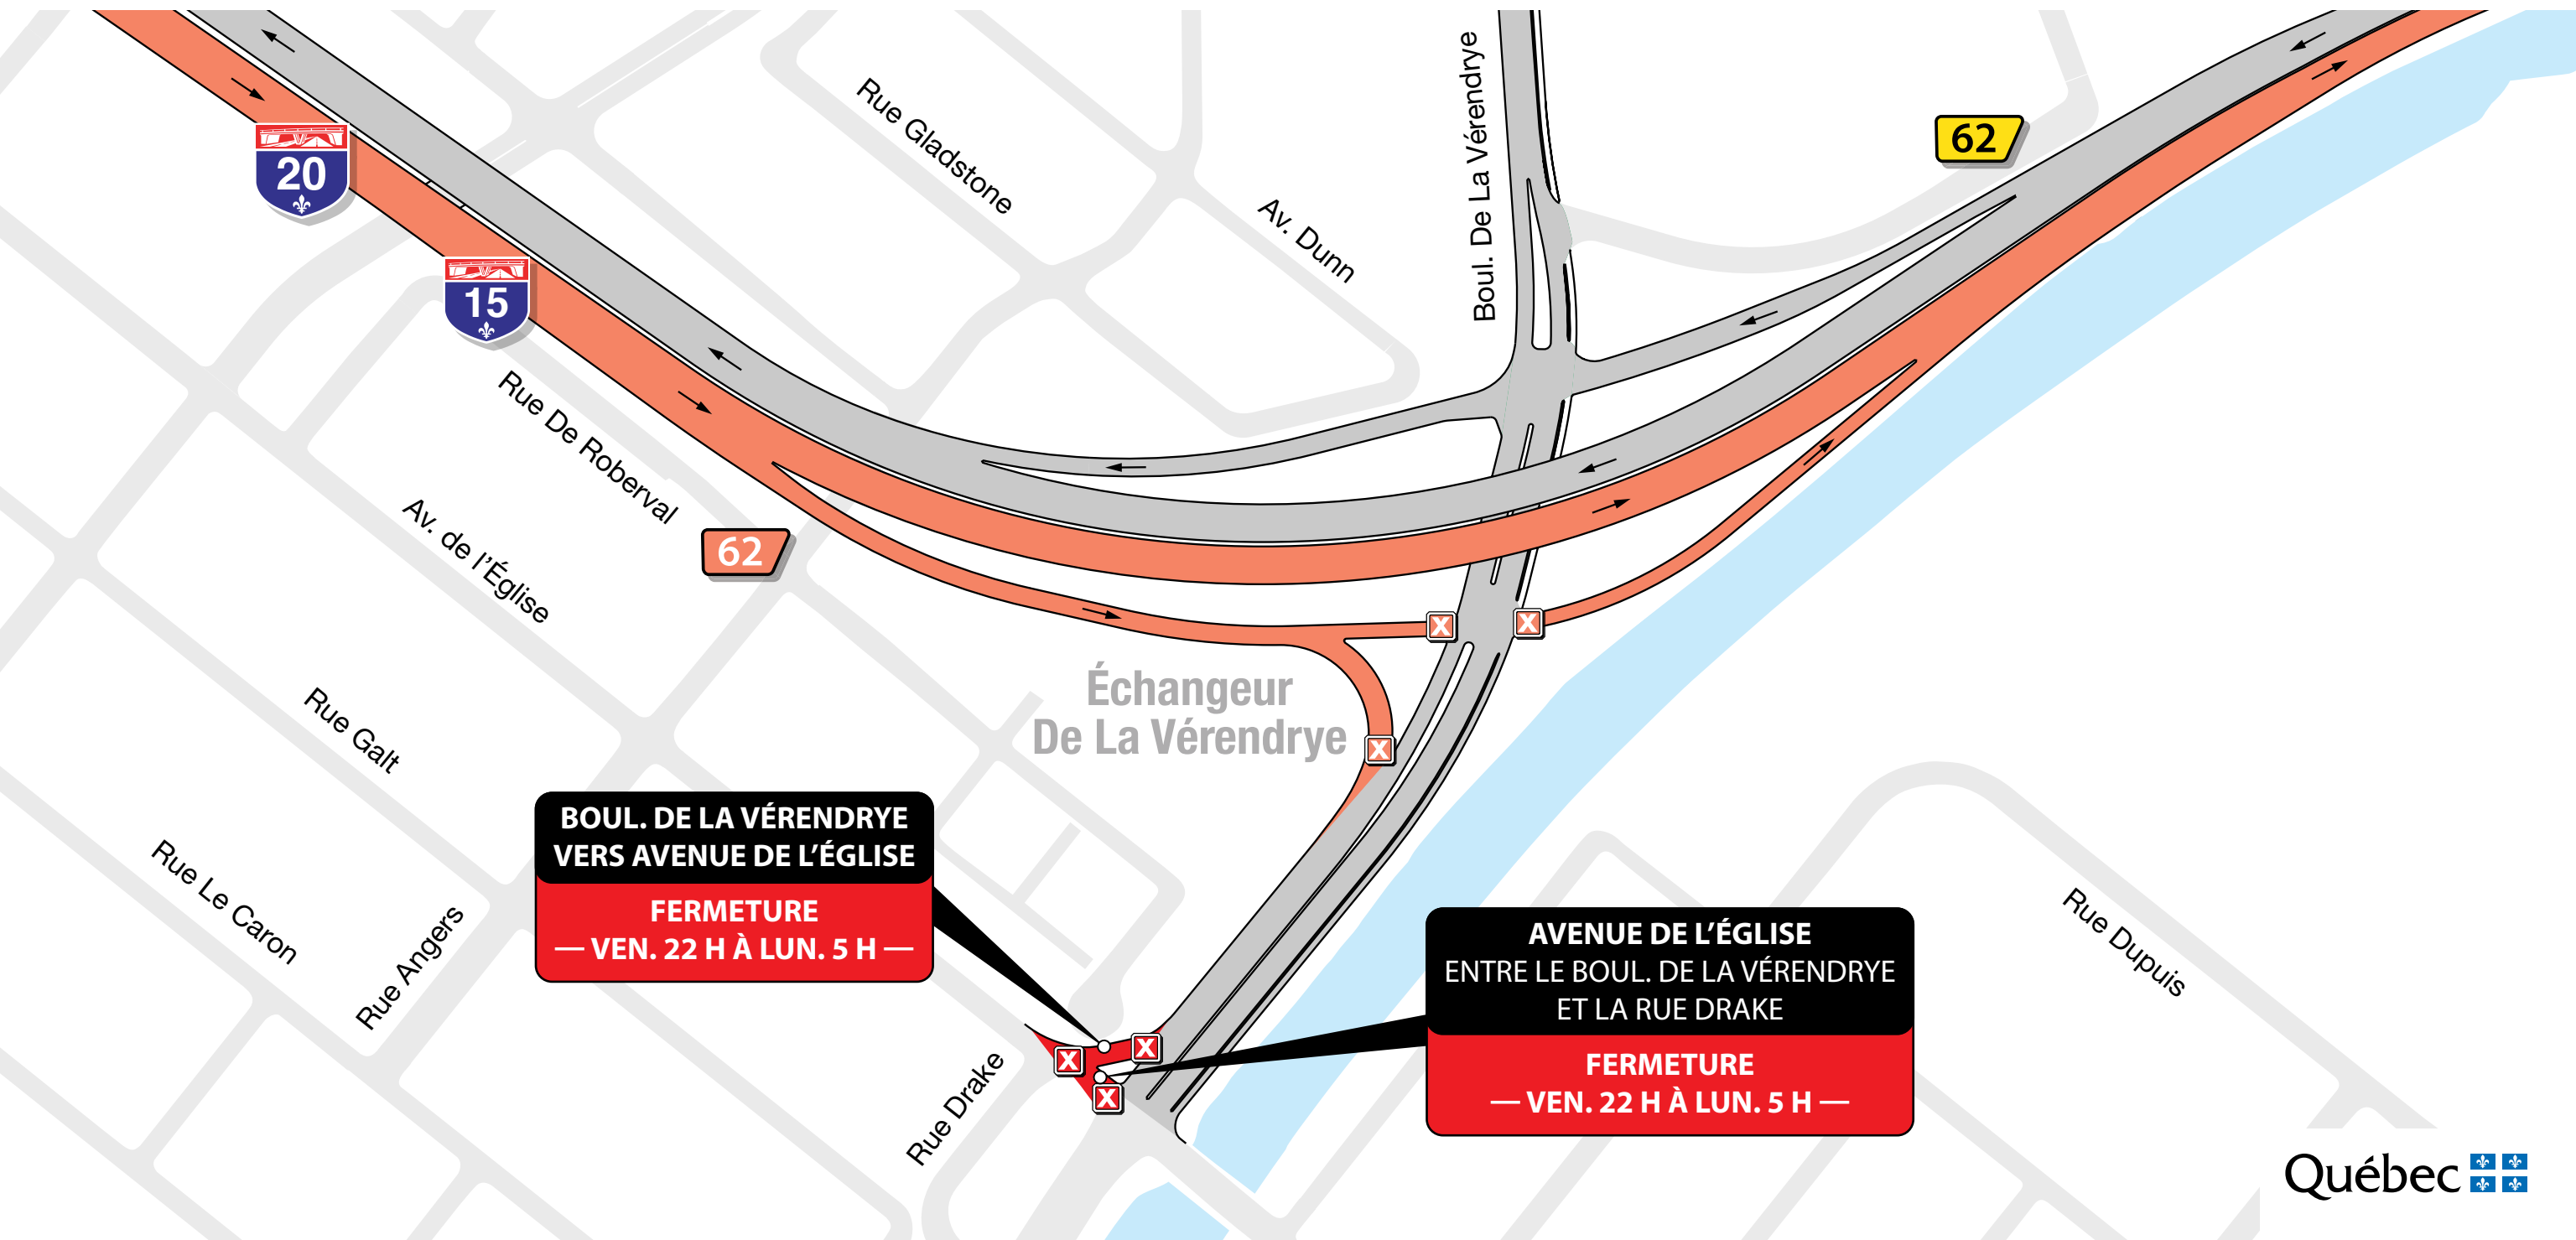 Boul. De La Vérendrye
Rue Gladstone
62
20
Av. Dunn
15
Rue De Roberval
Av. de l'Église
62
X
X
Échangeur
De La Vérendrye
X
Rue Galt
BOUL. DE LA VÉRENDRYE
VERS AVENUE DE L'ÉGLISE
FERMETURE
— VEN. 22 H À LUN. 5 H —
Rue Le Caron
Rue Angers
AVENUE DE L'ÉGLISE
ENTRE LE BOUL. DE LA VÉRENDRYE
ET LA RUE DRAKE
FERMETURE
— VEN. 22 H À LUN. 5 H —
Rue Dupuis
X
X
X
Rue Drake
Québec